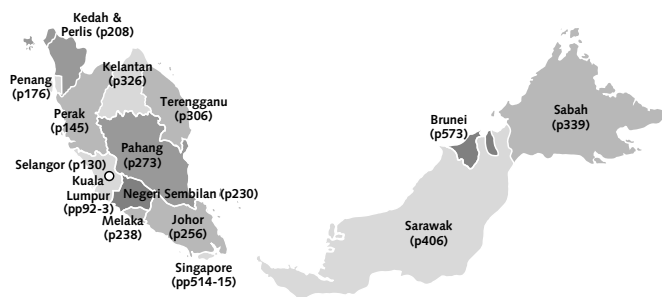 Kedah &
Perlis (p208)
Penang
(p176)
Kelantan
(p326)
Terengganu
(p306)
Perak
(p145)
Pahang
(p273)
Selangor (p130)
Kuala
Lumpur
(pp92-3)
Negeri Sembilan (p230)
Melaka
(p238)
Johor
(p256)
Singapore
(pp514-15)
Brunei
(p573)
Sabah
(p339)
Sarawak
(p406)